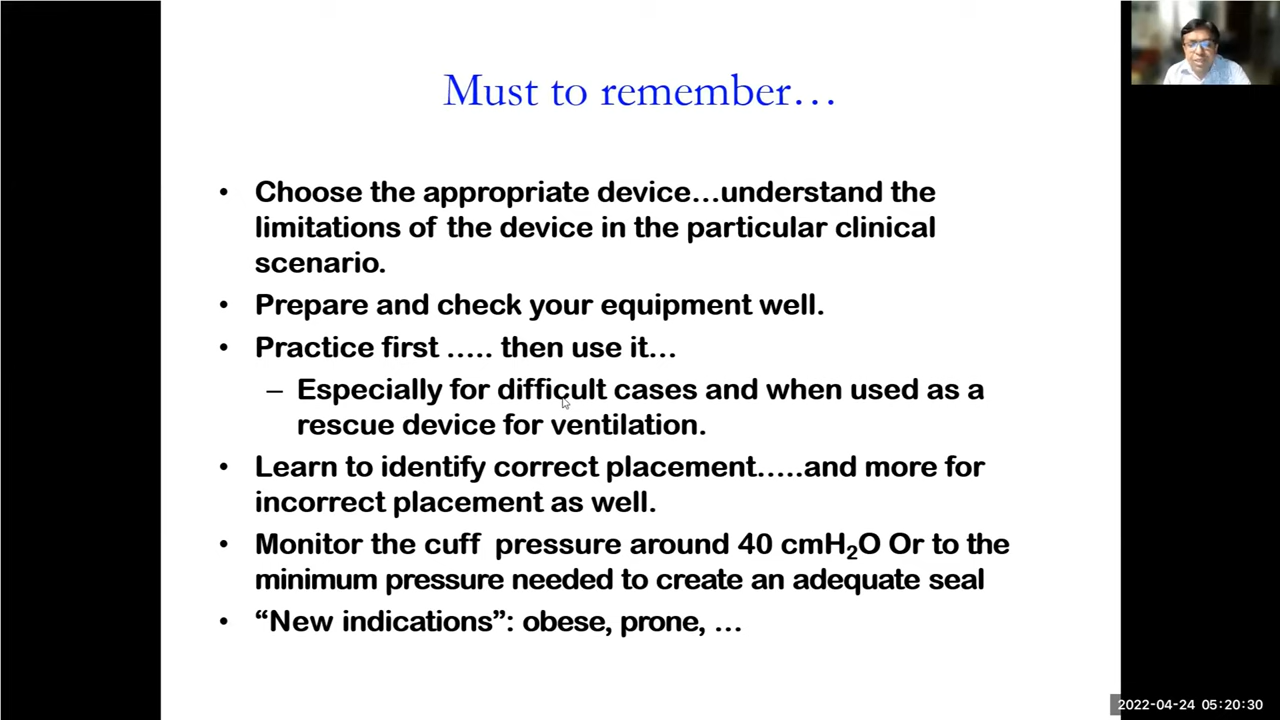 Must to remember…
• Choose the appropriate device…understand the
limitations of the device in the particular clinical
scenario.
• Prepare and check your equipment well.
• Practice first ….. then use it…
– Especially for difficult cases and when used as a
rescue device for ventilation.
• Learn to identify correct placement…..and more for
incorrect placement as well.
• Monitor the cuff  pressure around 40 cmH₂O Or to the
minimum pressure needed to create an adequate seal
• “New indications”: obese, prone, …
2022-04-24 05:20:30